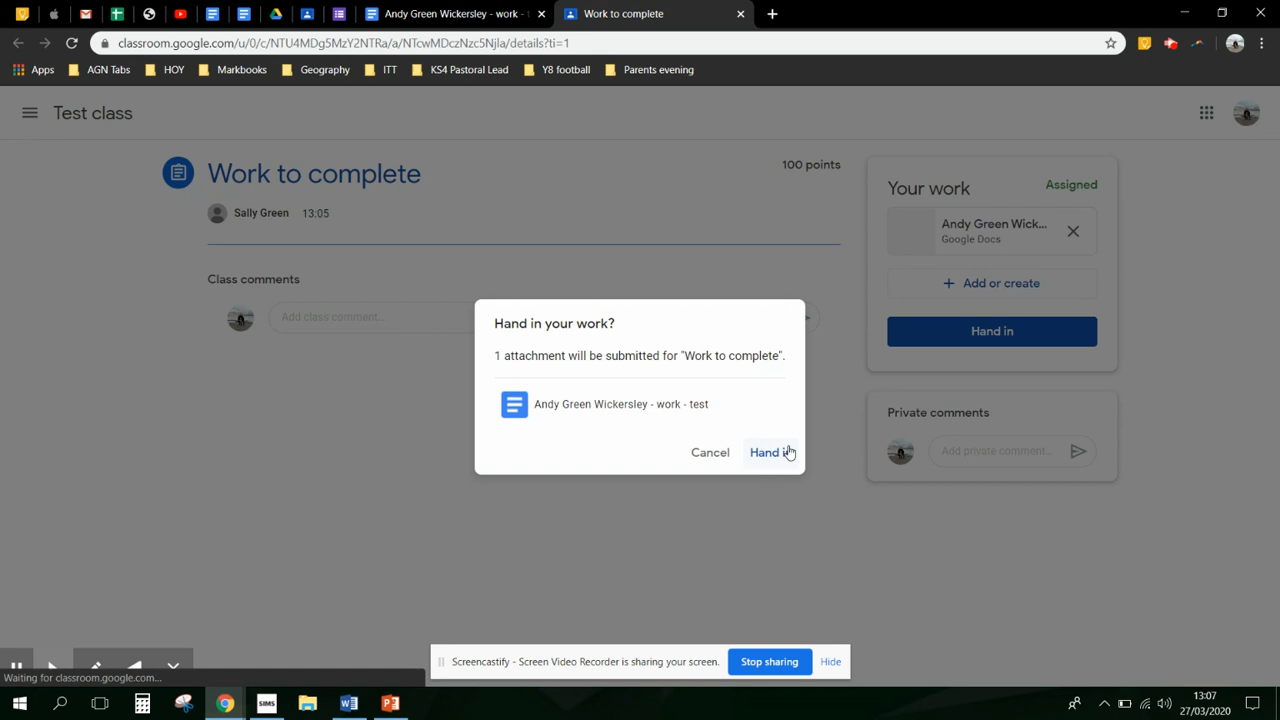 Andy Green Wickersley - work - t
Work to complete
classroom.google.com/u/0/c/NTU4MDg5MzY2NTRa/a/NTcwMDczNzc5Njla/details?ti=1
Apps
AGN Tabs
HOY
Markbooks
Geography
ITT
KS4 Pastoral Lead
Y8 football
Parents evening
Test class
Work to complete
100 points
Sally Green 13:05
Class comments
Add class comment...
Your work
Assigned
Andy Green Wick...
Google Docs
+ Add or create
Hand in
Private comments
Add private comment...
Hand in your work?
1 attachment will be submitted for "Work to complete".
Andy Green Wickersley - work - test
Cancel
Hand in
Screencastify - Screen Video Recorder is sharing your screen.
Stop sharing
Hide
Waiting for classroom.google.com...
SIMS
13:07
27/03/2020